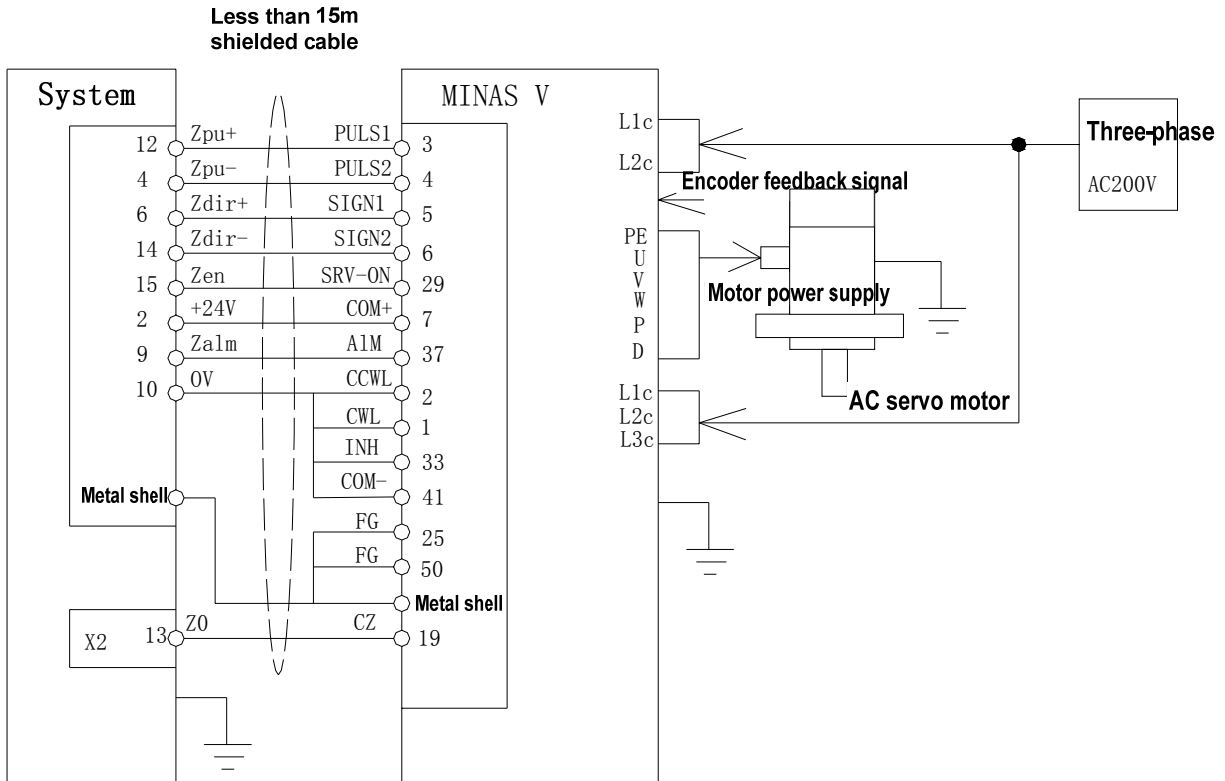 Less than 15m
shielded cable
System
MINAS V
12 Zpu+ PULS1 3
4 Zpu- PULS2 4
6 Zdir+ SIGN1 5
14 Zdir- SIGN2 6
15 Zen SRV-ON 29
2 +24V COM+ 7
9 Zalm AlM 37
10 0V CCWL 2
CWL 1
INH 33
COM- 41
Metal shell
FG 25
FG 50
Metal shell
X2 13 Z0 CZ 19
L1c
L2c
Encoder feedback signal
PE
U
V
W
P
D
Motor power supply
AC servo motor
L1c
L2c
L3c
Three-phase
AC200V